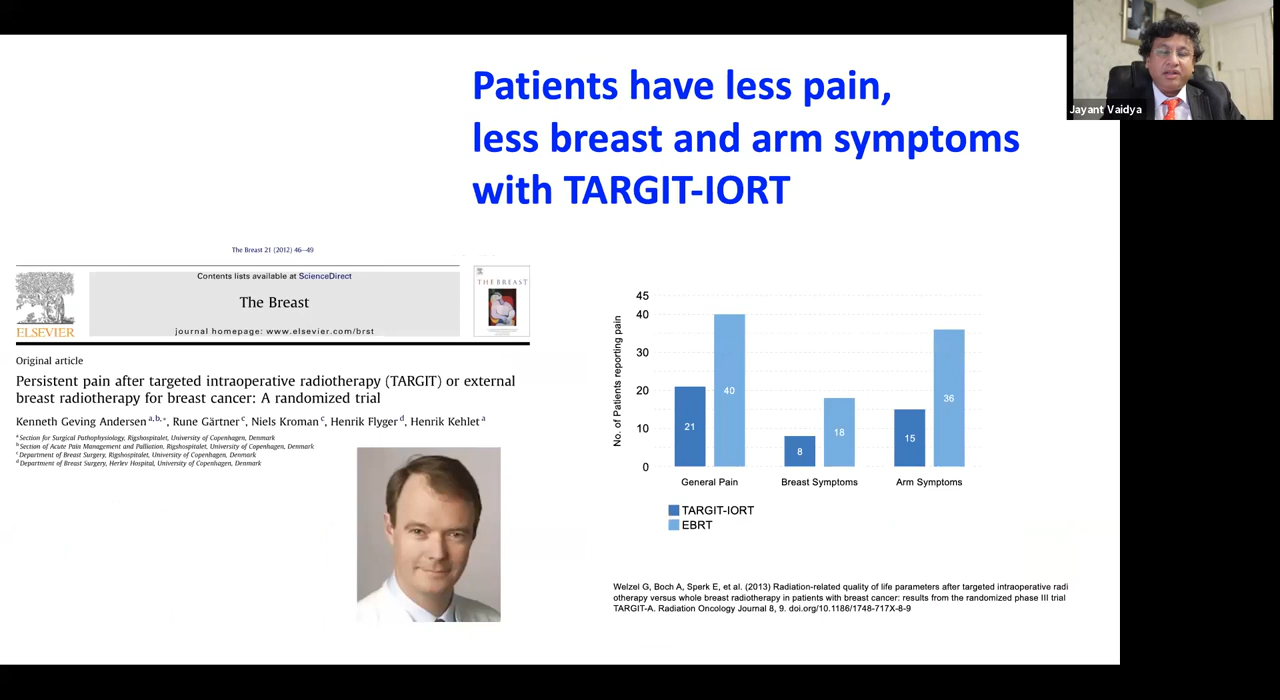 Patients have less pain,
less breast and arm symptoms
with TARGIT-IORT
Jayant Vaidya
The Breast 21 (2012) 46–49
Contents lists available at ScienceDirect
The Breast
journal homepage: www.elsevier.com/brst
ELSEVIER
THE BREAST
Original article
Persistent pain after targeted intraoperative radiotherapy (TARGIT) or external
breast radiotherapy for breast cancer: A randomized trial
Kenneth Geving Andersen a,b,*, Rune Gärtner c, Niels Kroman c, Henrik Flyger d, Henrik Kehlet a
a Section for Surgical Pathophysiology, Rigshospitalet, University of Copenhagen, Denmark
b Section of Acute Pain Management and Palliation, Rigshospitalet, University of Copenhagen, Denmark
c Department of Breast Surgery, Rigshospitalet, University of Copenhagen, Denmark
d Department of Breast Surgery, Herlev Hospital, University of Copenhagen, Denmark
No. of Patients reporting pain
45
40
30
20
10
0
21
40
8
18
15
36
General Pain
Breast Symptoms
Arm Symptoms
TARGIT-IORT
EBRT
Welzel G, Boch A, Sperk E, et al. (2013) Radiation-related quality of life parameters after targeted intraoperative radi
otherapy versus whole breast radiotherapy in patients with breast cancer: results from the randomized phase III trial
TARGIT-A. Radiation Oncology Journal 8, 9. doi.org/10.1186/1748-717X-8-9